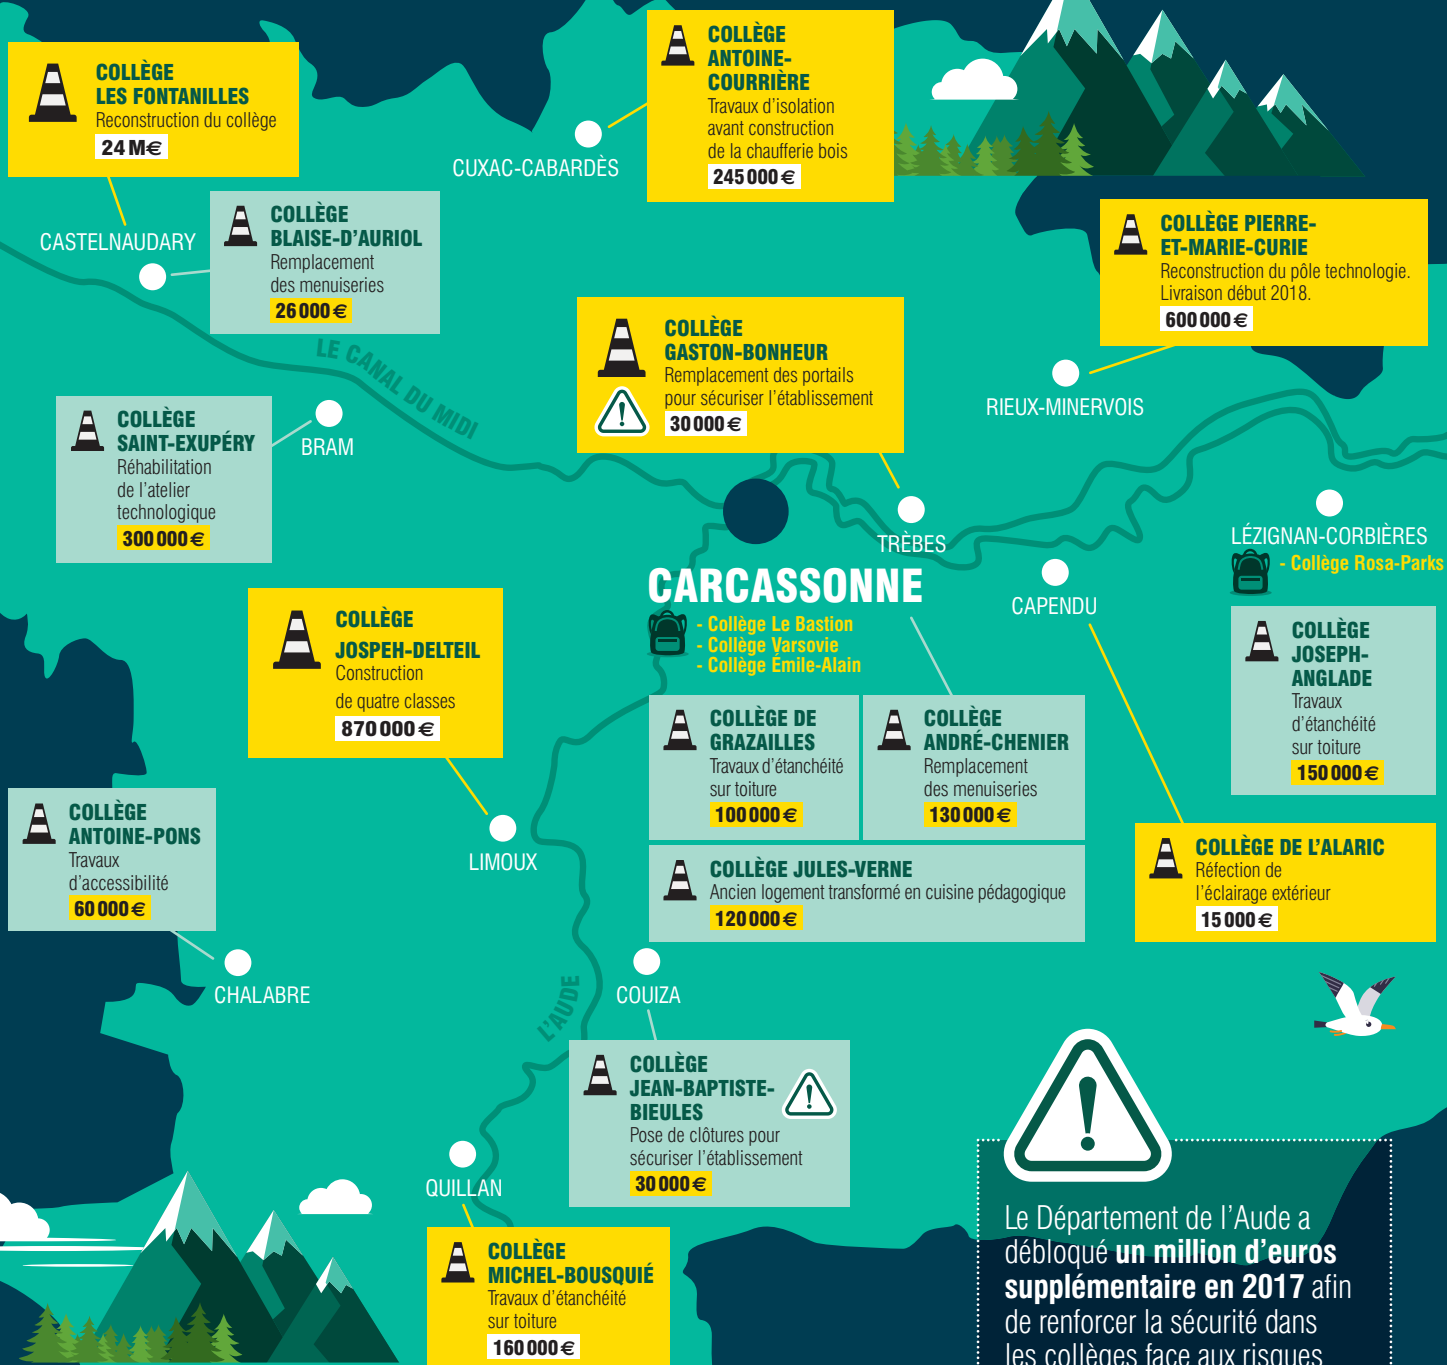 COLLÈGE
LES FONTANILLES
Reconstruction du collège
24 M€
CASTELNAUDARY
COLLÈGE
BLAISE-D'AURIOL
Remplacement
des menuiseries
26 000 €
COLLÈGE
ANTOINE-
COURRIÈRE
Travaux d'isolation
avant construction
de la chaufferie bois
245 000 €
CUXAC-CABARDÈS
COLLÈGE PIERRE-
ET-MARIE-CURIE
Reconstruction du pôle technologie.
Livraison début 2018.
600 000 €
RIEUX-MINERVOIS
LE CANAL DU MIDI
COLLÈGE
GASTON-BONHEUR
Remplacement des portails
pour sécuriser l'établissement
30 000 €
TRÈBES
COLLÈGE
SAINT-EXUPÉRY
Réhabilitation
de l'atelier
technologique
300 000 €
BRAM
CARCASSONNE
- Collège Le Bastion
- Collège Varsovie
- Collège Émile-Alain
CAPENDU
LÉZIGNAN-CORBIÈRES
- Collège Rosa-Parks
COLLÈGE
JOSEPH-
ANGLADE
Travaux
d'étanchéité
sur toiture
150 000 €
COLLÈGE
JOSPEH-DELTEIL
Construction
de quatre classes
870 000 €
LIMOUX
COLLÈGE DE
GRAZAILLES
Travaux d'étanchéité
sur toiture
100 000 €
COLLÈGE
ANDRÉ-CHENIER
Remplacement
des menuiseries
130 000 €
COLLÈGE JULES-VERNE
Ancien logement transformé en cuisine pédagogique
120 000 €
COLLÈGE DE L'ALARIC
Réfection de
l'éclairage extérieur
15 000 €
COLLÈGE
ANTOINE-PONS
Travaux
d'accessibilité
60 000 €
CHALABRE
L'AUDE
COUIZA
COLLÈGE
JEAN-BAPTISTE-
BIEULES
Pose de clôtures pour
sécuriser l'établissement
30 000 €
QUILLAN
COLLÈGE
MICHEL-BOUSQUIÉ
Travaux d'étanchéité
sur toiture
160 000 €
Le Département de l'Aude a
débloqué un million d'euros
supplémentaire en 2017 afin
de renforcer la sécurité dans
les collèges face aux risques